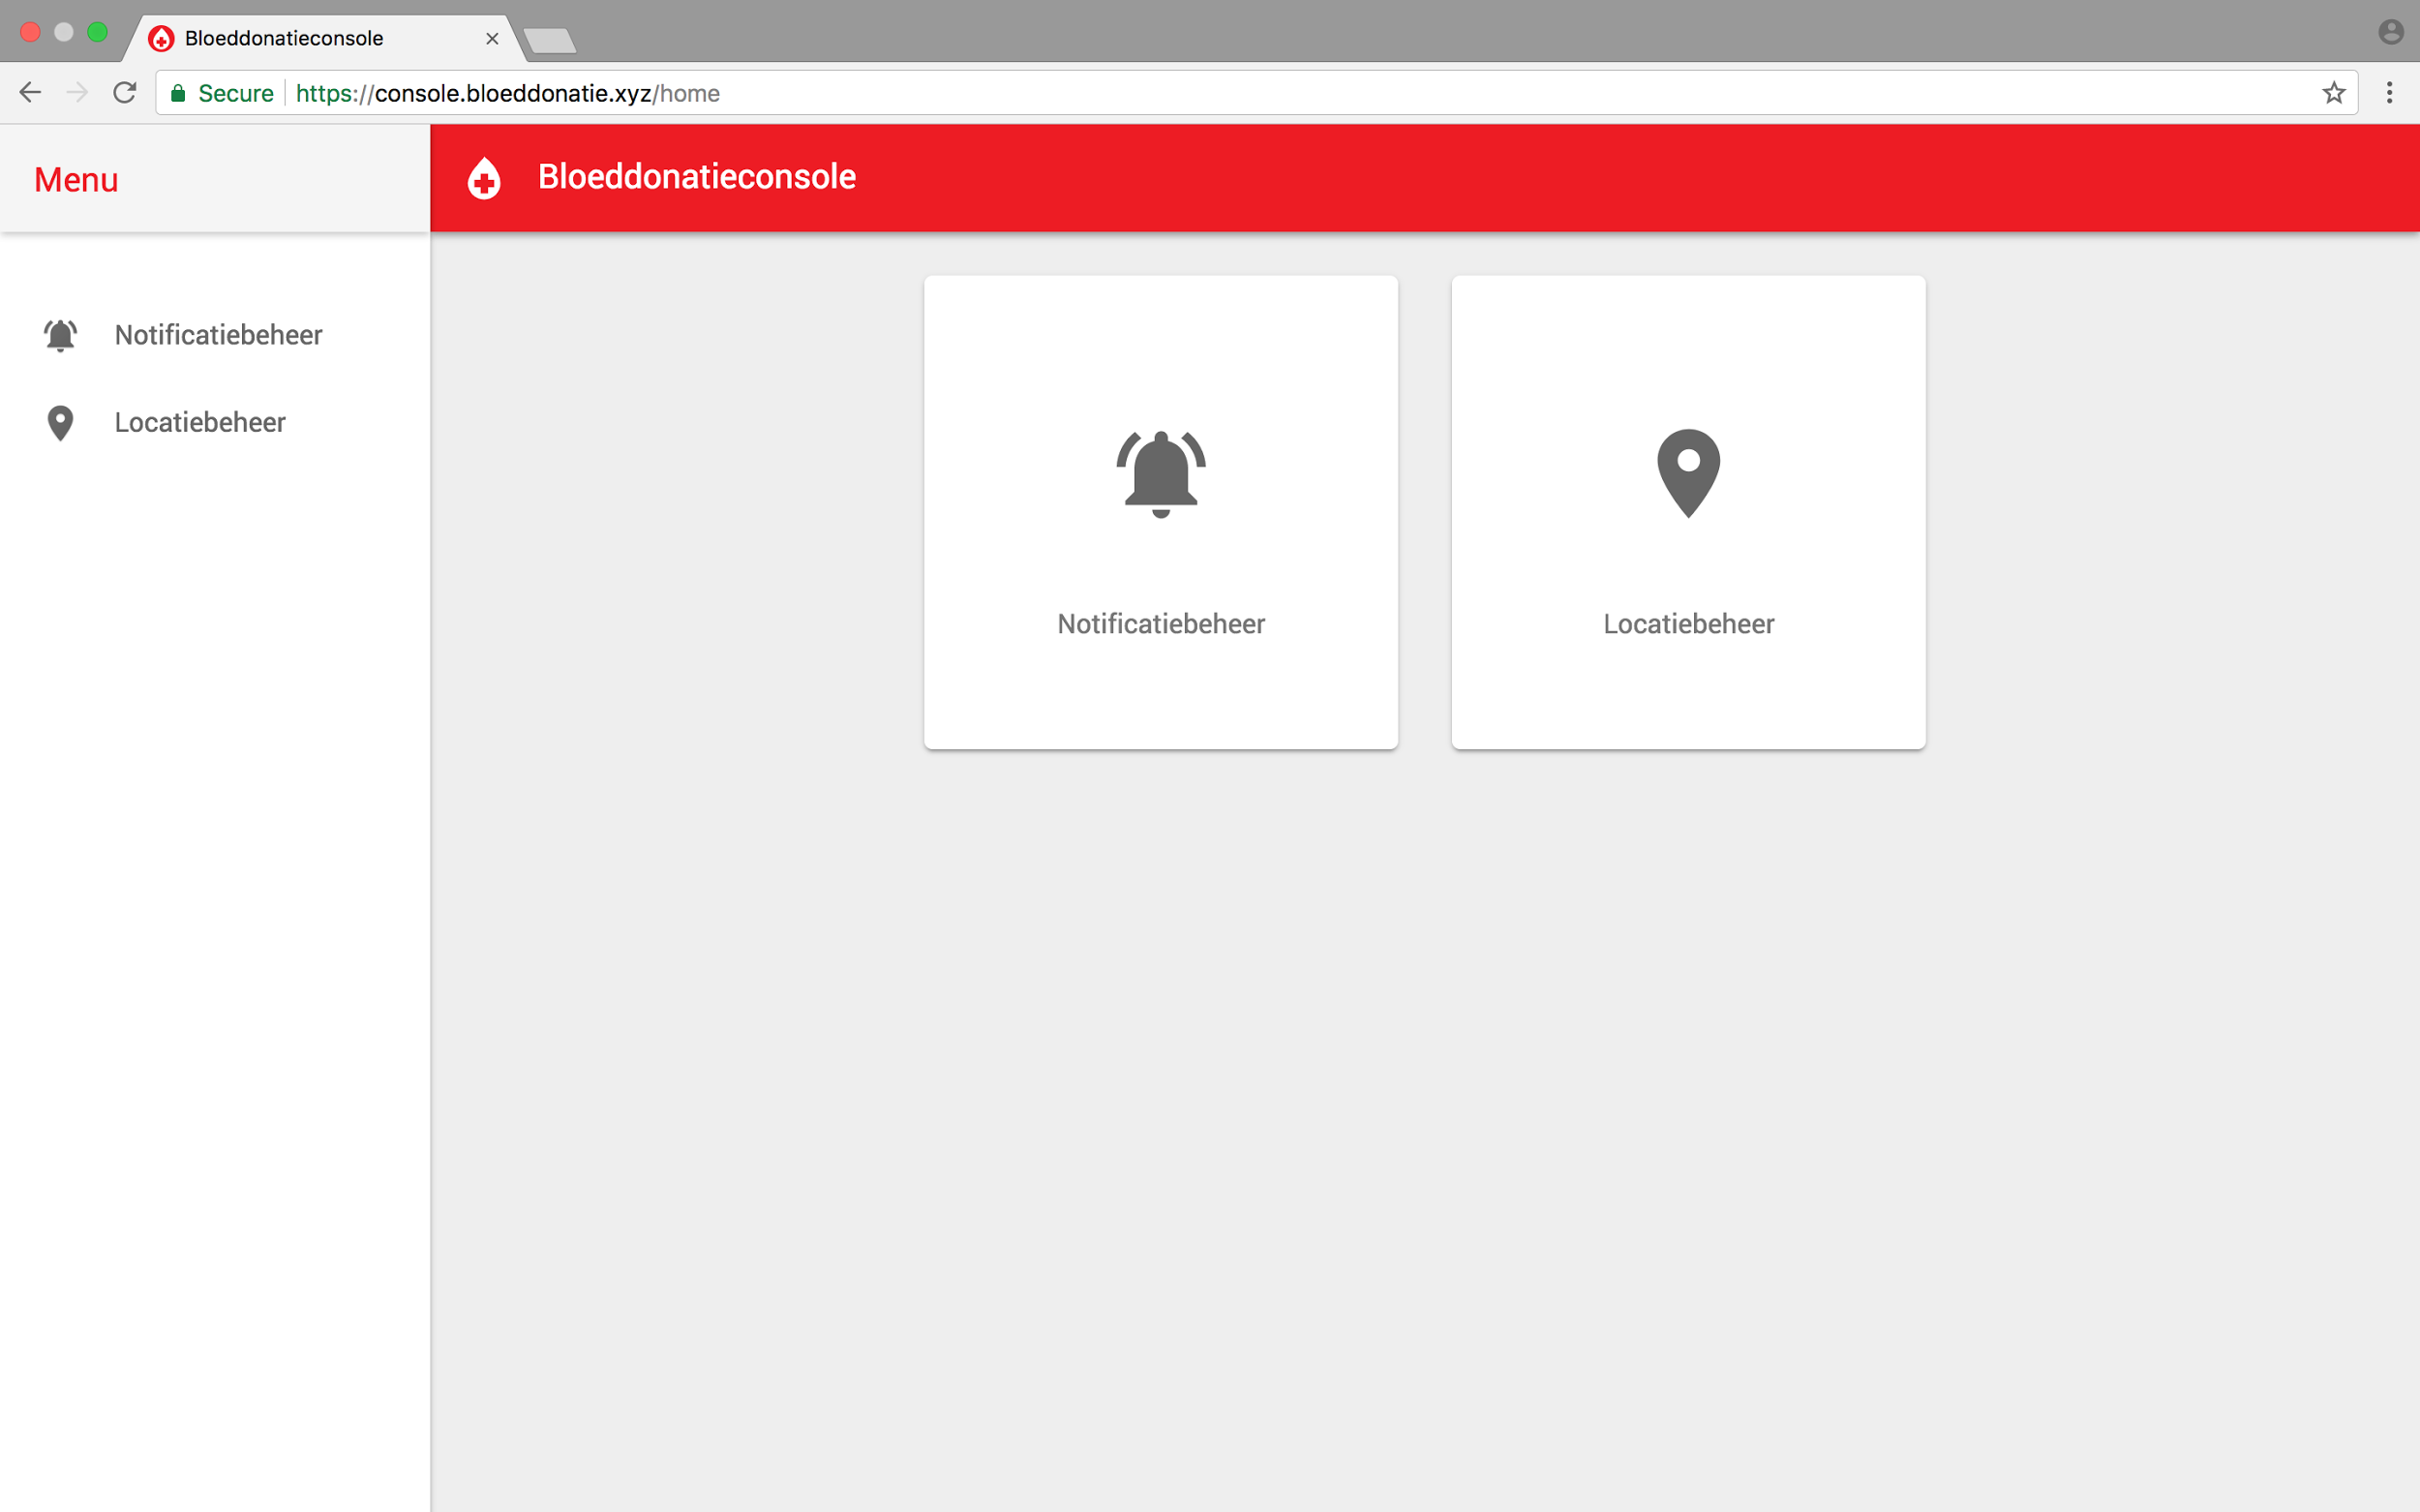 Bloeddonatieconsole
Secure https://console.bloeddonatie.xyz/home
Menu
Bloeddonatieconsole
Notificatiebeheer
Locatiebeheer
Notificatiebeheer
Locatiebeheer